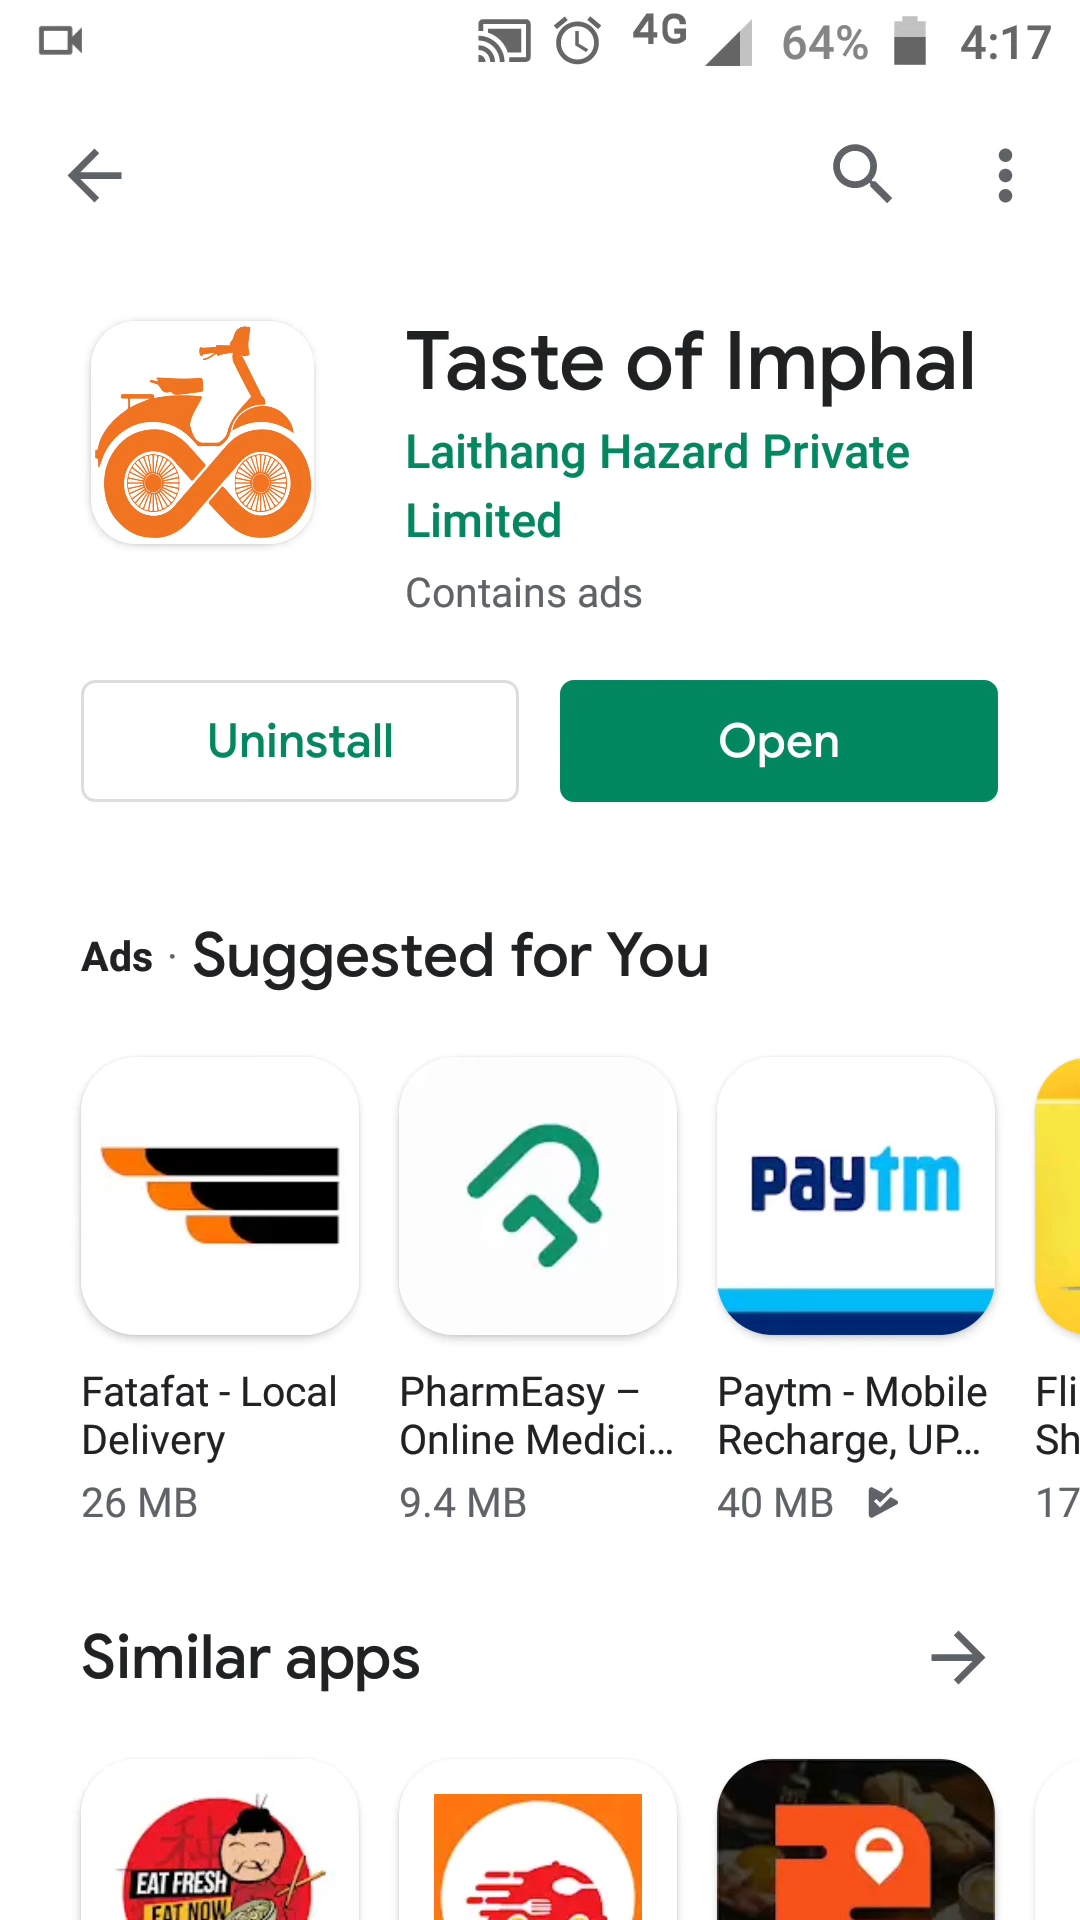 4G 64% 4:17
Taste of Imphal
Laithang Hazard Private
Limited
Contains ads
Uninstall
Open
Ads · Suggested for You
paytm
Fatafat - Local
Delivery
26 MB
PharmEasy –
Online Medici...
9.4 MB
Paytm - Mobile
Recharge, UP...
40 MB
Fli
Sh
17
Similar apps
EAT FRESH
EAT NOW